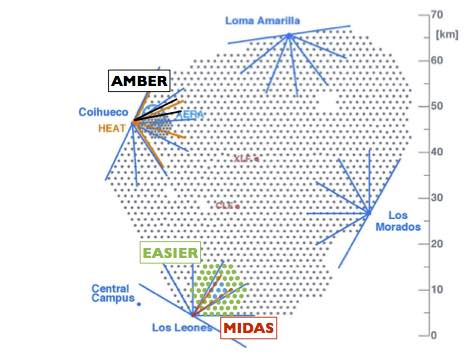 Loma Amarilla
70
[km]
60
AMBER
50
Coihueco
AERA
HEAT
40
XLF
30
CLF
Los
Morados
20
EASIER
10
Central
Campus
Los Leones
MIDAS
0